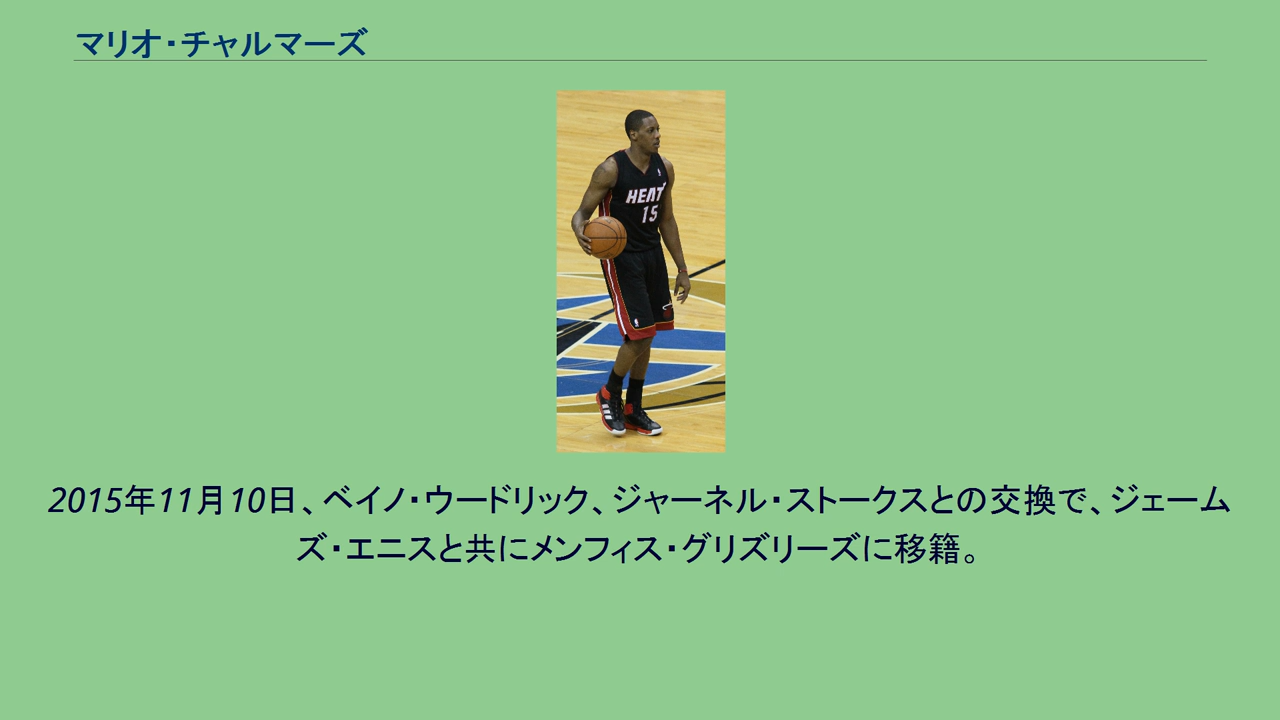 マリオ・チャルマーズ
HEAT
15
2015年11月10日、ベイノ・ウードリック、ジャーネル・ストークスとの交換で、ジェーム
ズ・エニスと共にメンフィス・グリズリーズに移籍。